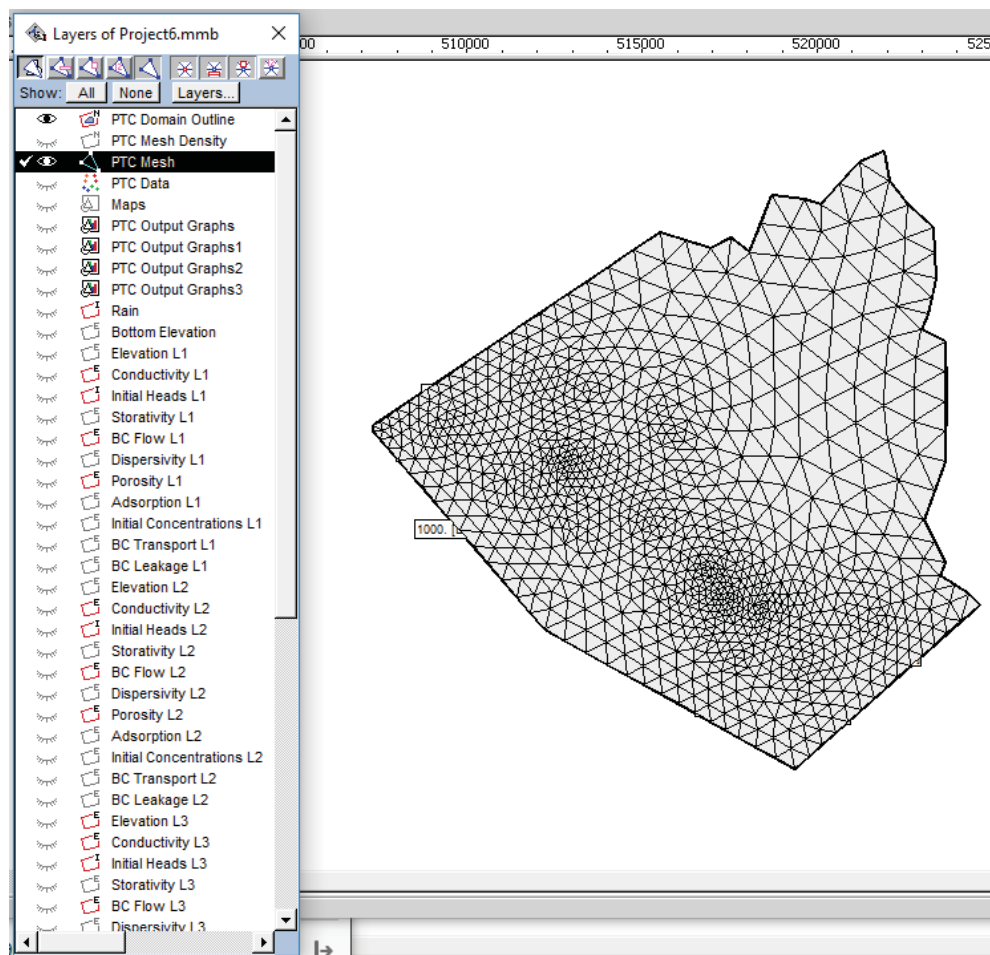 Layers of Project6.mmb
510000 515000 520000
Show: All None Layers...
PTC Domain Outline
PTC Mesh Density
PTC Mesh
PTC Data
Maps
PTC Output Graphs
PTC Output Graphs1
PTC Output Graphs2
PTC Output Graphs3
Rain
Bottom Elevation
Elevation L1
Conductivity L1
Initial Heads L1
Storativity L1
BC Flow L1
Dispersivity L1
Porosity L1
Adsorption L1
Initial Concentrations L1
BC Transport L1
BC Leakage L1
Elevation L2
Conductivity L2
Initial Heads L2
Storativity L2
BC Flow L2
Dispersivity L2
Porosity L2
Adsorption L2
Initial Concentrations L2
BC Transport L2
BC Leakage L2
Elevation L3
Conductivity L3
Initial Heads L3
Storativity L3
BC Flow L3
Dispersivity L3
1000.